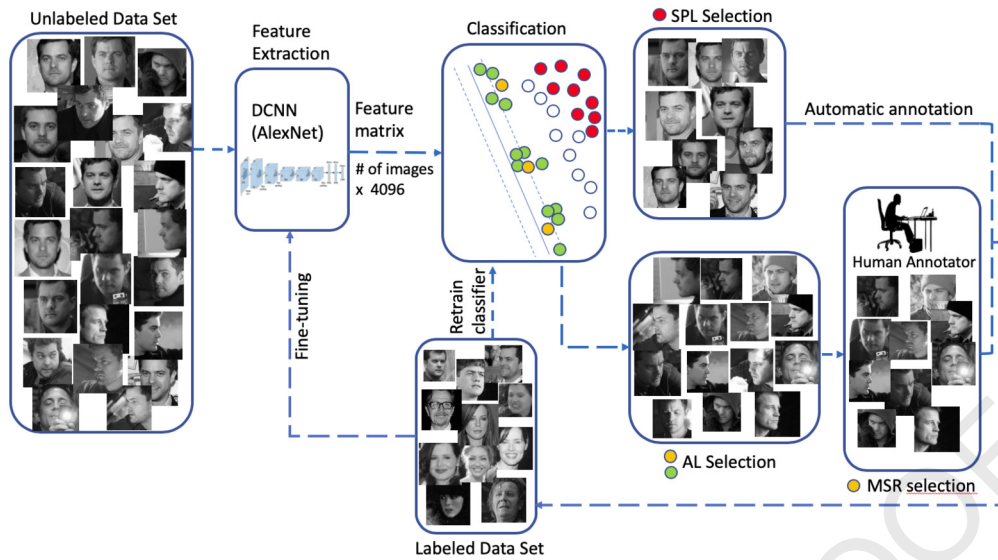 Unlabeled Data Set
Feature
Extraction
DCNN
(AlexNet)
Feature
matrix
# of images
x 4096
Classification
SPL Selection
Automatic annotation
Human Annotator
Fine-tuning
Retrain
classifier
AL Selection
MSR selection
Labeled Data Set